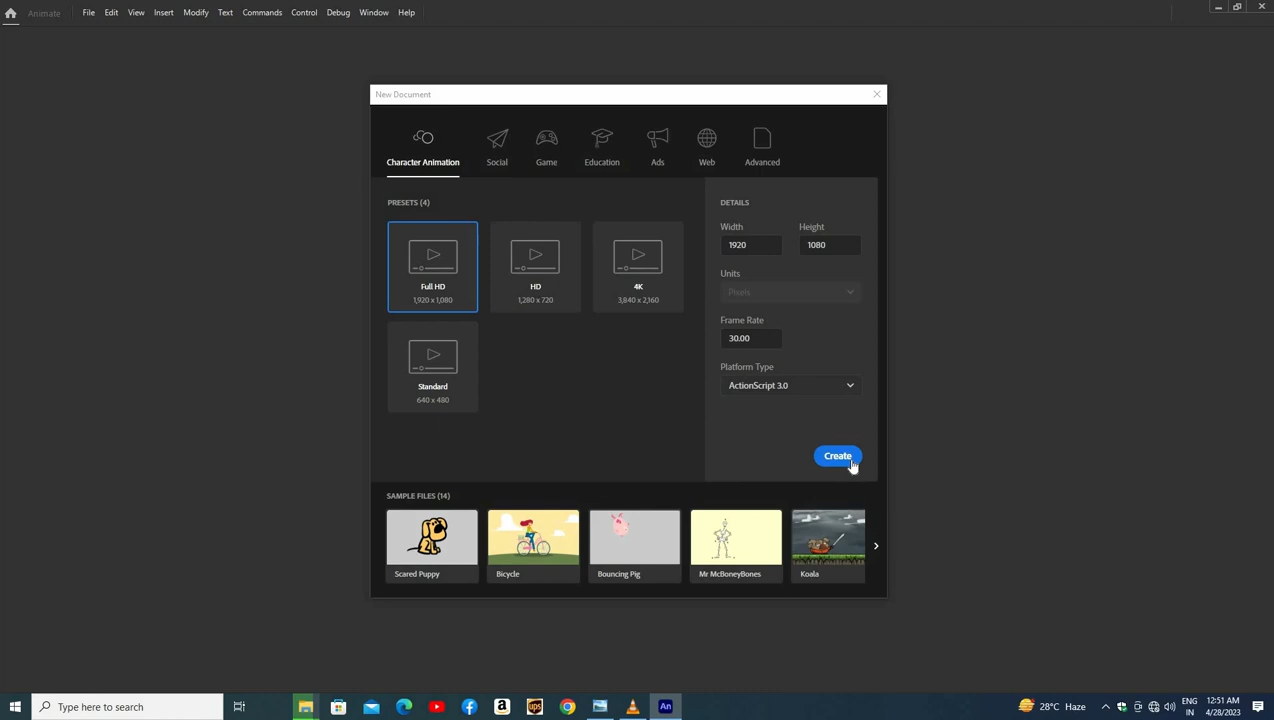 Animate File Edit View Insert Modify Text Commands Control Debug Window Help
New Document
Character Animation Social Game Education Ads Web Advanced
PRESETS (4)
Full HD
1,920 x 1,080
HD
1,280 x 720
4K
3,840 x 2,160
Standard
640 x 480
DETAILS
Width Height
1920 1080
Units
Pixels
Frame Rate
30.00
Platform Type
ActionScript 3.0
Create
SAMPLE FILES (14)
Scared Puppy Bicycle Bouncing Pig Mr McBoneyBones Koala
Type here to search
a
ups
An
28°C Haze
ENG
IN
12:51 AM
4/28/2023